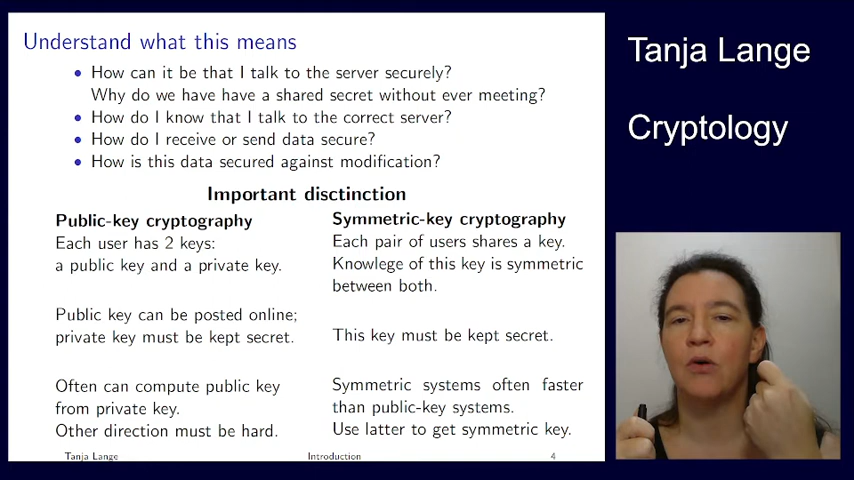 Understand what this means
• How can it be that I talk to the server securely?
Why do we have have a shared secret without ever meeting?
• How do I know that I talk to the correct server?
• How do I receive or send data secure?
• How is this data secured against modification?
Important disctinction
Public-key cryptography
Each user has 2 keys:
a public key and a private key.
Public key can be posted online;
private key must be kept secret.
Often can compute public key
from private key.
Other direction must be hard.
Symmetric-key cryptography
Each pair of users shares a key.
Knowlege of this key is symmetric
between both.
This key must be kept secret.
Symmetric systems often faster
than public-key systems.
Use latter to get symmetric key.
Tanja Lange
Introduction
4
Tanja Lange
Cryptology